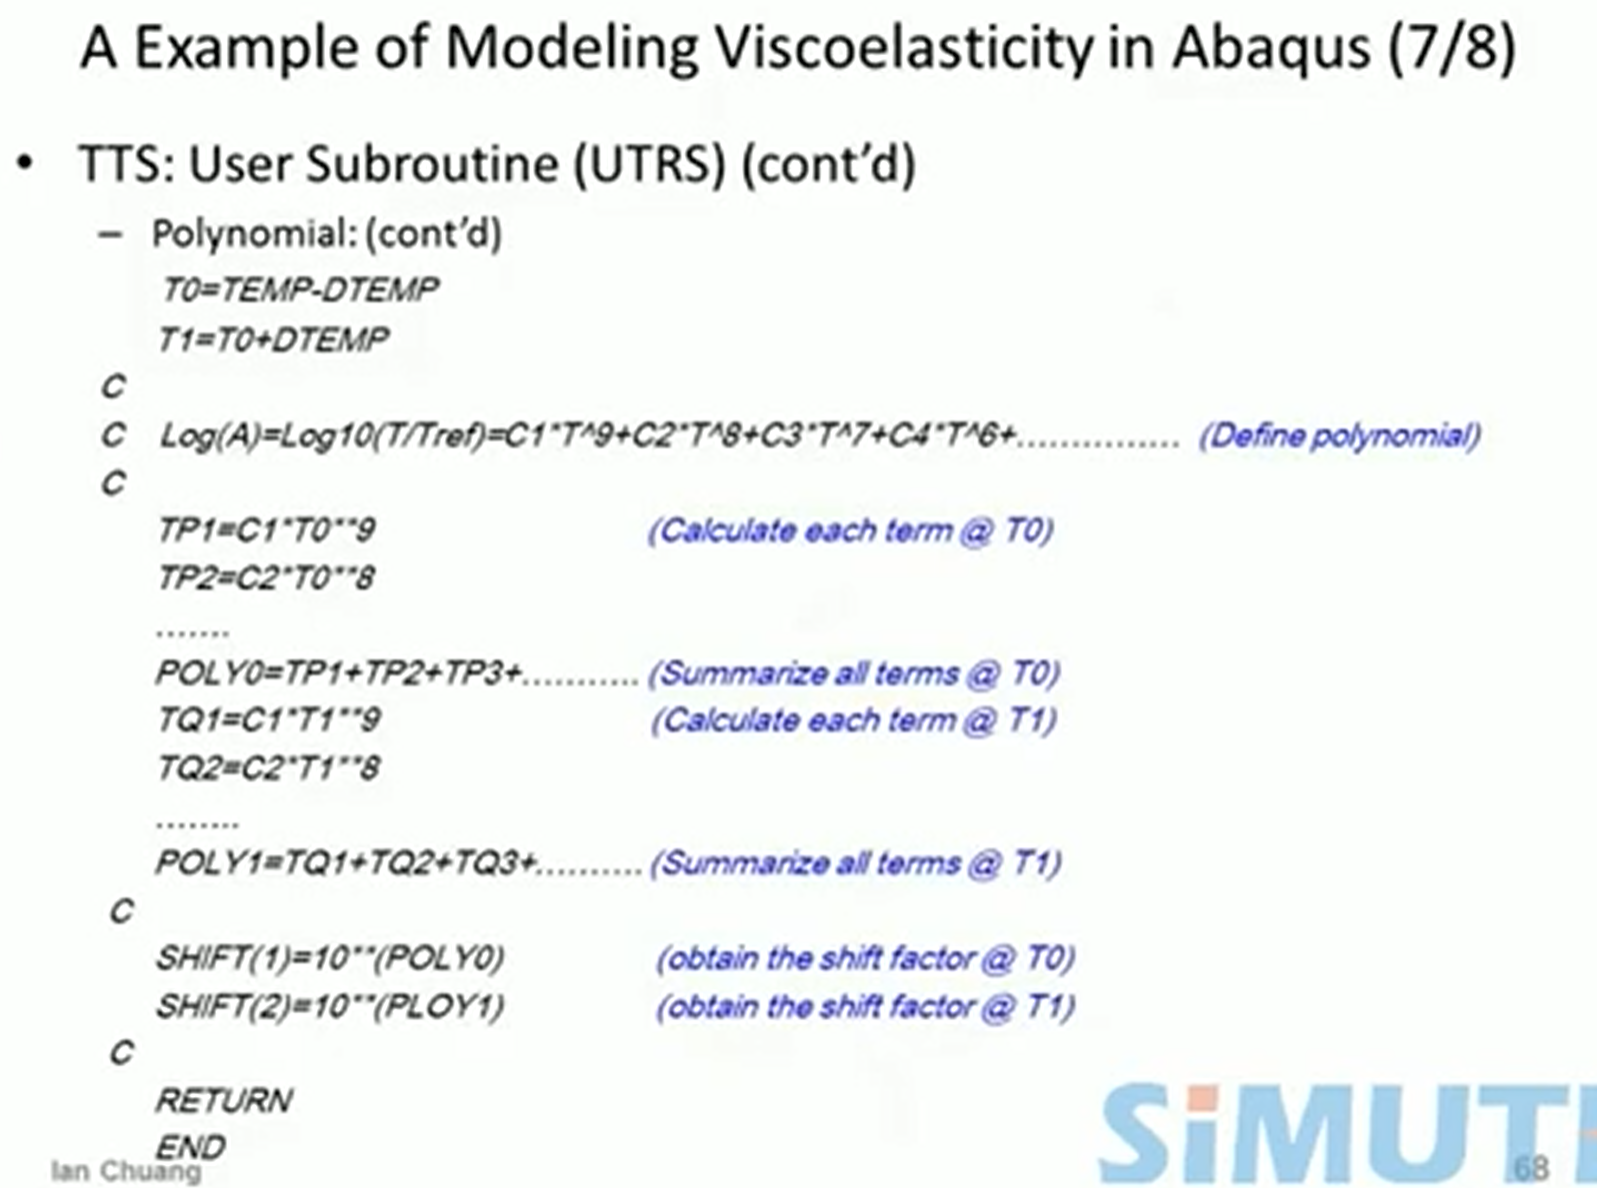 A Example of Modeling Viscoelasticity in Abaqus (7/8)
• TTS: User Subroutine (UTRS) (cont'd)
– Polynomial: (cont'd)
T0=TEMP-DTEMP
T1=T0+DTEMP
C
C Log(A)=Log10(T/Tref)=C1*T^9+C2*T^8+C3*T^7+C4*T^6+............... (Define polynomial)
C
TP1=C1*T0**9 (Calculate each term @ T0)
TP2=C2*T0**8
.......
POLY0=TP1+TP2+TP3+........... (Summarize all terms @ T0)
TQ1=C1*T1**9 (Calculate each term @ T1)
TQ2=C2*T1**8
........
POLY1=TQ1+TQ2+TQ3+.......... (Summarize all terms @ T1)
C
SHIFT(1)=10**(POLY0) (obtain the shift factor @ T0)
SHIFT(2)=10**(PLOY1) (obtain the shift factor @ T1)
C
RETURN
END
Ian Chuang
SiMUT
68